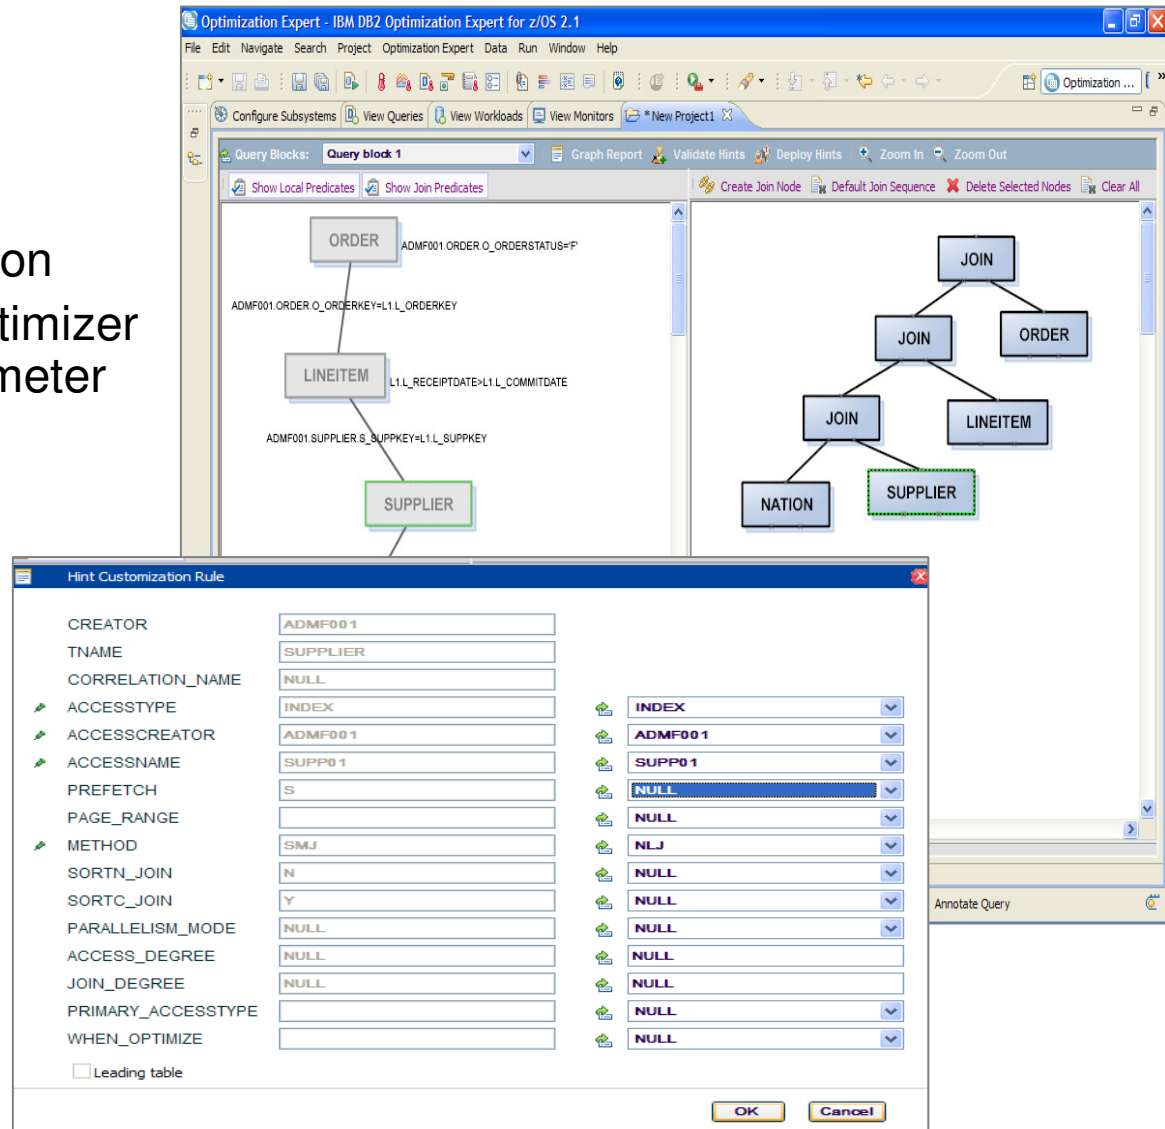 on
timizer
meter
Optimization Expert - IBM DB2 Optimization Expert for z/OS 2.1
File Edit Navigate Search Project Optimization Expert Data Run Window Help
Optimization ...
Configure Subsystems View Queries View Workloads View Monitors *New Project1
Query Blocks: Query block 1 Graph Report Validate Hints Deploy Hints Zoom In Zoom Out
Show Local Predicates Show Join Predicates
Create Join Node Default Join Sequence Delete Selected Nodes Clear All
ORDER
ADMF001.ORDER.O_ORDERSTATUS='F'
ADMF001.ORDER.O_ORDERKEY=L1.L_ORDERKEY
LINEITEM
L1.L_RECEIPTDATE>L1.L_COMMITDATE
ADMF001.SUPPLIER.S_SUPPKEY=L1.L_SUPPKEY
SUPPLIER
JOIN
JOIN
ORDER
JOIN
LINEITEM
NATION
SUPPLIER
Annotate Query
Hint Customization Rule
CREATOR ADMF001
TNAME SUPPLIER
CORRELATION_NAME NULL
ACCESSTYPE INDEX INDEX
ACCESSCREATOR ADMF001 ADMF001
ACCESSNAME SUPP01 SUPP01
PREFETCH S NULL
PAGE_RANGE NULL
METHOD SMJ NLJ
SORTN_JOIN N NULL
SORTC_JOIN Y NULL
PARALLELISM_MODE NULL NULL
ACCESS_DEGREE NULL NULL
JOIN_DEGREE NULL NULL
PRIMARY_ACCESSTYPE NULL
WHEN_OPTIMIZE NULL
Leading table
OK Cancel